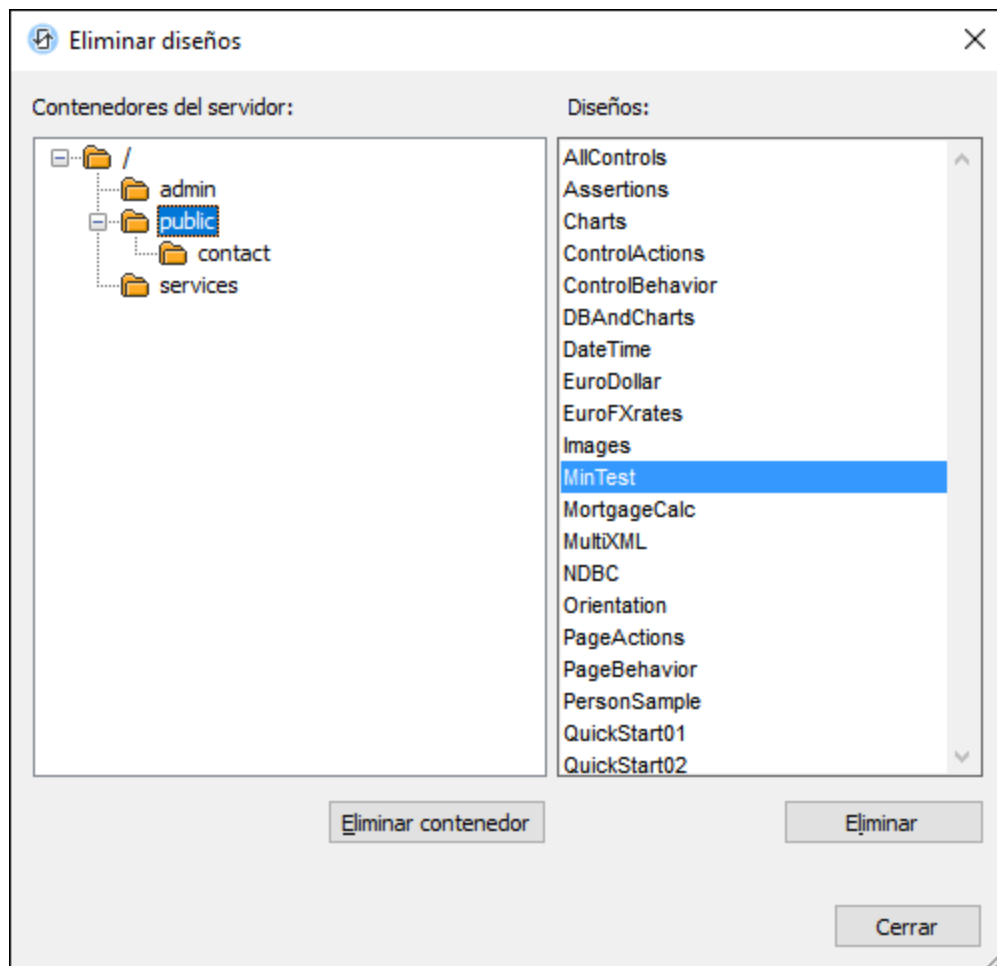 Eliminar diseños
Contenedores del servidor:
/
admin
public
contact
services
Diseños:
AllControls
Assertions
Charts
ControlActions
ControlBehavior
DBAndCharts
DateTime
EuroDollar
EuroFXrates
Images
MinTest
MortgageCalc
MultiXML
NDBC
Orientation
PageActions
PageBehavior
PersonSample
QuickStart01
QuickStart02
Eliminar contenedor
Eliminar
Cerrar